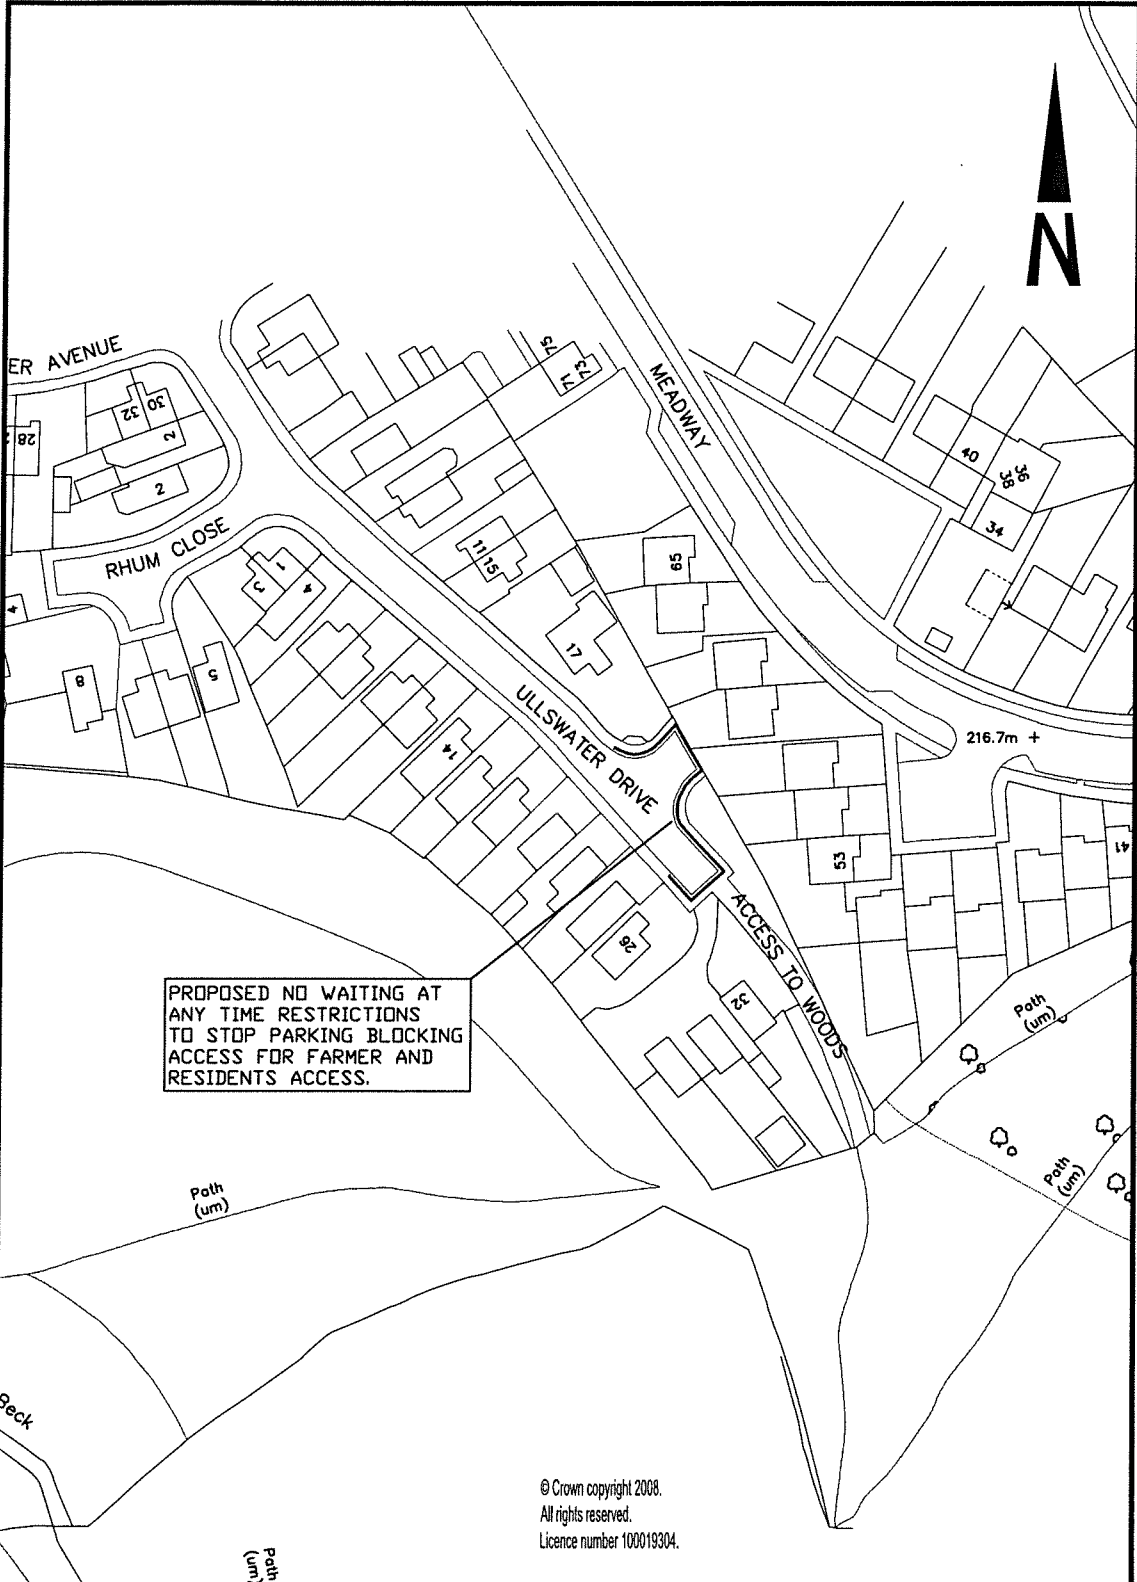 N
ER AVENUE
MEADWAY
75
73
71
30
32
28
2
2
40
36
38
34
RHUM CLOSE
1
3
4
11
15
65
17
4
8
5
ULLSWATER DRIVE
14
216.7m +
53
41
26
ACCESS TO WOODS
32
PROPOSED NO WAITING AT
ANY TIME RESTRICTIONS
TO STOP PARKING BLOCKING
ACCESS FOR FARMER AND
RESIDENTS ACCESS.
Path
(um)
Path
(um)
Path
(um)
Beck
© Crown copyright 2008.
All rights reserved.
Licence number 100019304.
Path
(um)